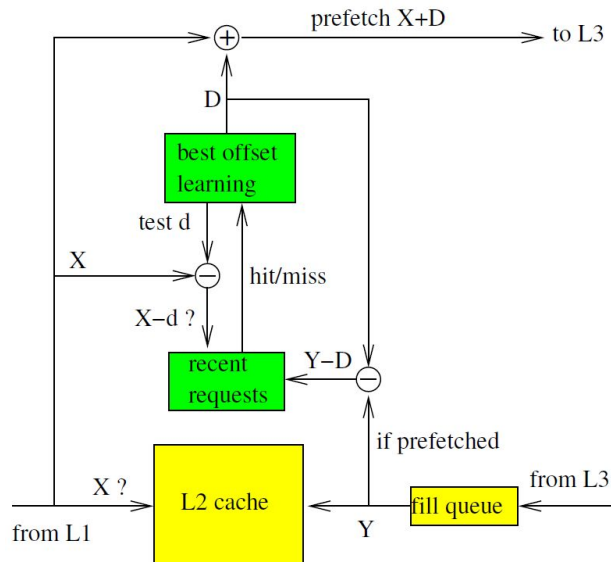 prefetch X+D
to L3
+
D
best offset
learning
test d
X
−
hit/miss
X−d ?
recent
requests
Y−D
−
if prefetched
X ?
L2 cache
from L3
fill queue
from L1
Y